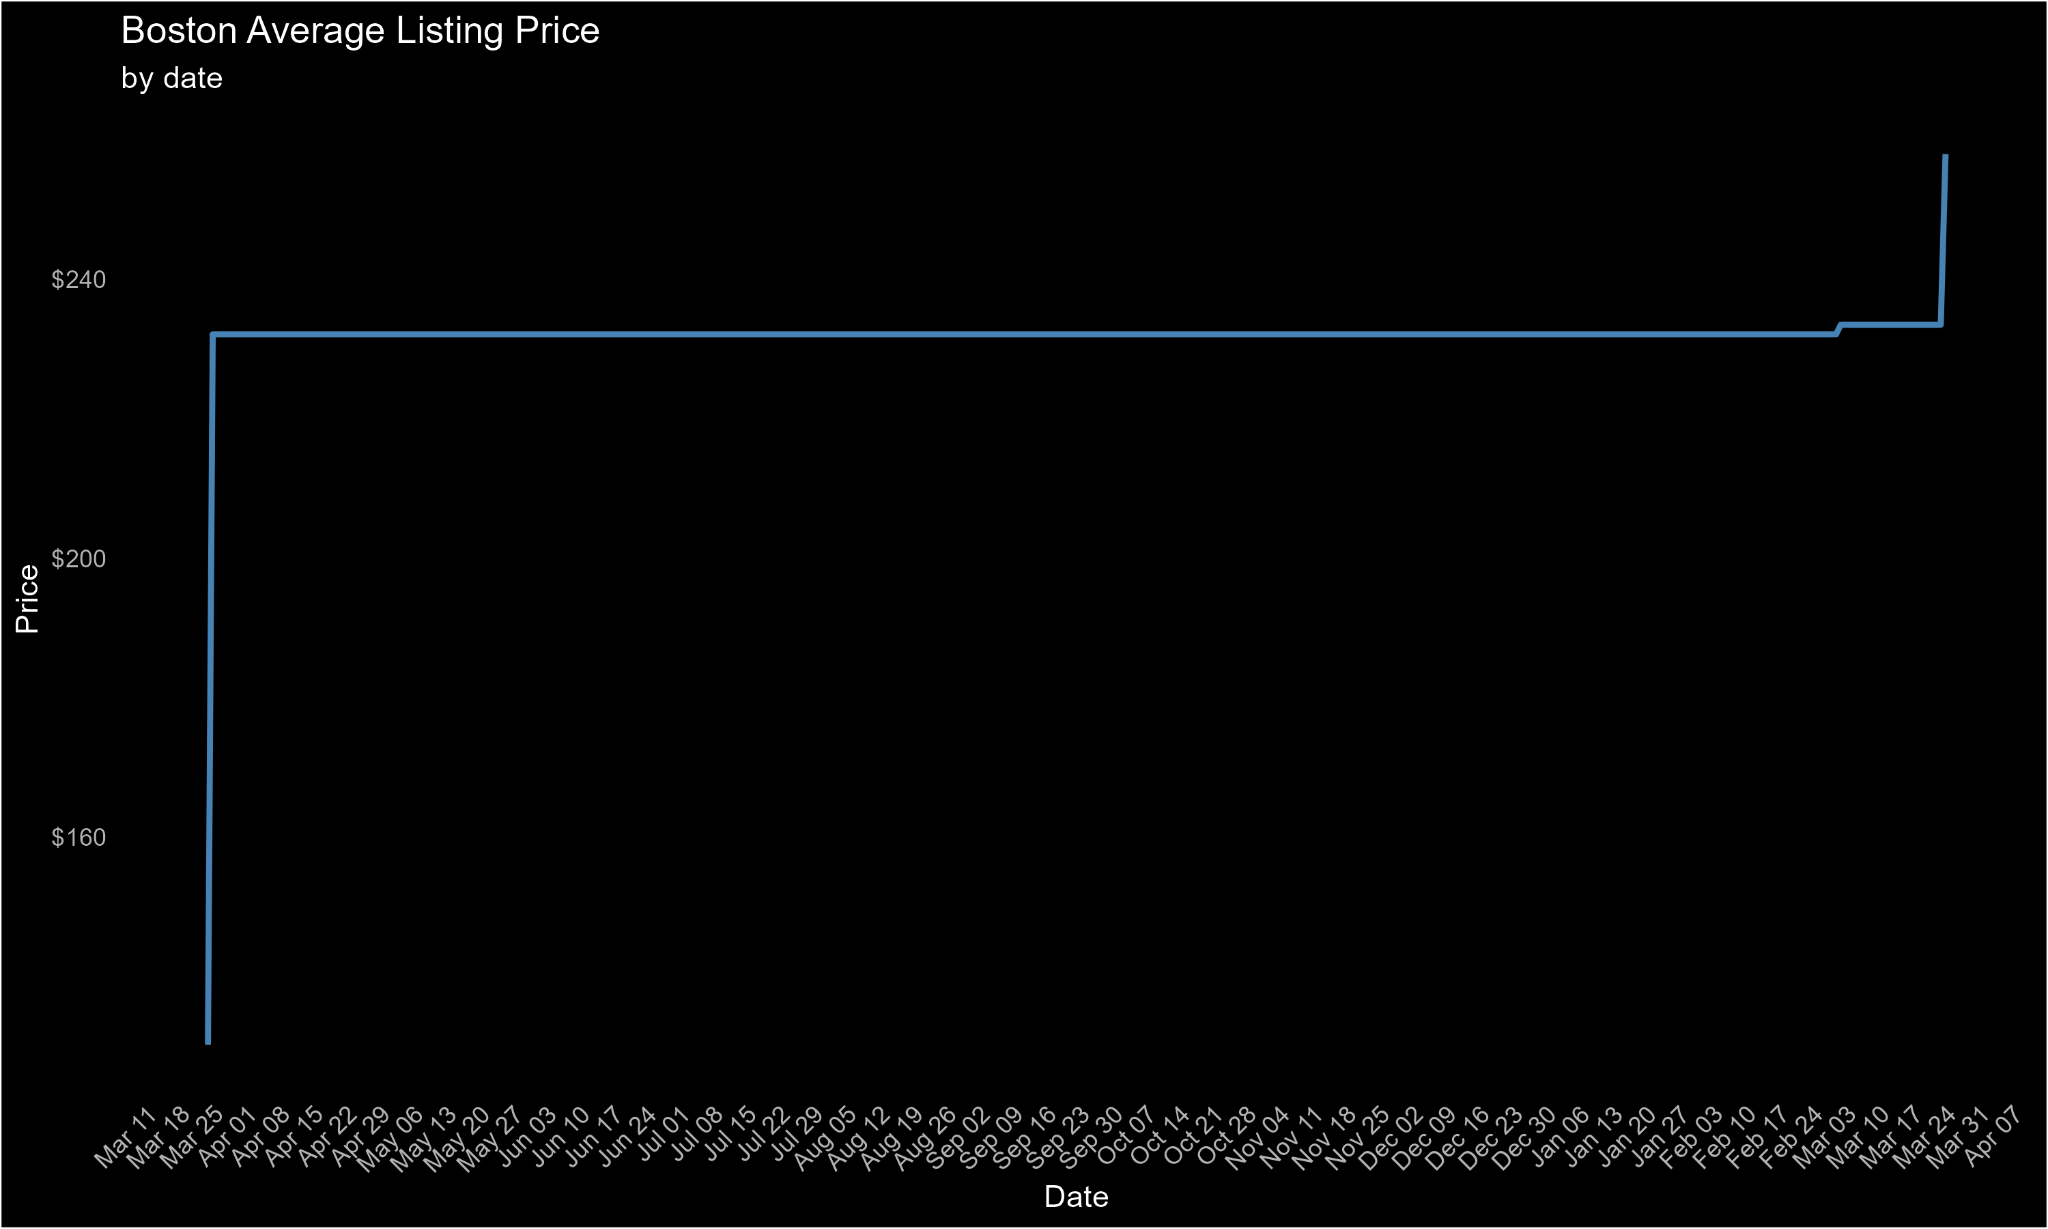 Boston Average Listing Price
by date
$240
$200
$160
Price
Mar 11
Mar 18
Mar 25
Apr 01
Apr 08
Apr 15
Apr 22
Apr 29
May 06
May 13
May 20
May 27
Jun 03
Jun 10
Jun 17
Jun 24
Jul 01
Jul 08
Jul 15
Jul 22
Jul 29
Aug 05
Aug 12
Aug 19
Aug 26
Sep 02
Sep 09
Sep 16
Sep 23
Sep 30
Oct 07
Oct 14
Oct 21
Oct 28
Nov 04
Nov 11
Nov 18
Nov 25
Dec 02
Dec 09
Dec 16
Dec 23
Dec 30
Jan 06
Jan 13
Jan 20
Jan 27
Feb 03
Feb 10
Feb 17
Feb 24
Mar 03
Mar 10
Mar 17
Mar 24
Mar 31
Apr 07
Date